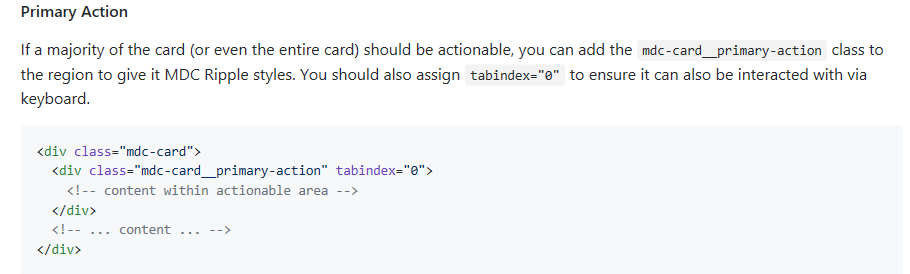 Primary Action
If a majority of the card (or even the entire card) should be actionable, you can add the mdc-card__primary-action class to
the region to give it MDC Ripple styles. You should also assign tabindex="0" to ensure it can also be interacted with via
keyboard.
<div class="mdc-card">
  <div class="mdc-card__primary-action" tabindex="0">
    <!-- content within actionable area -->
  </div>
  <!-- ... content ... -->
</div>